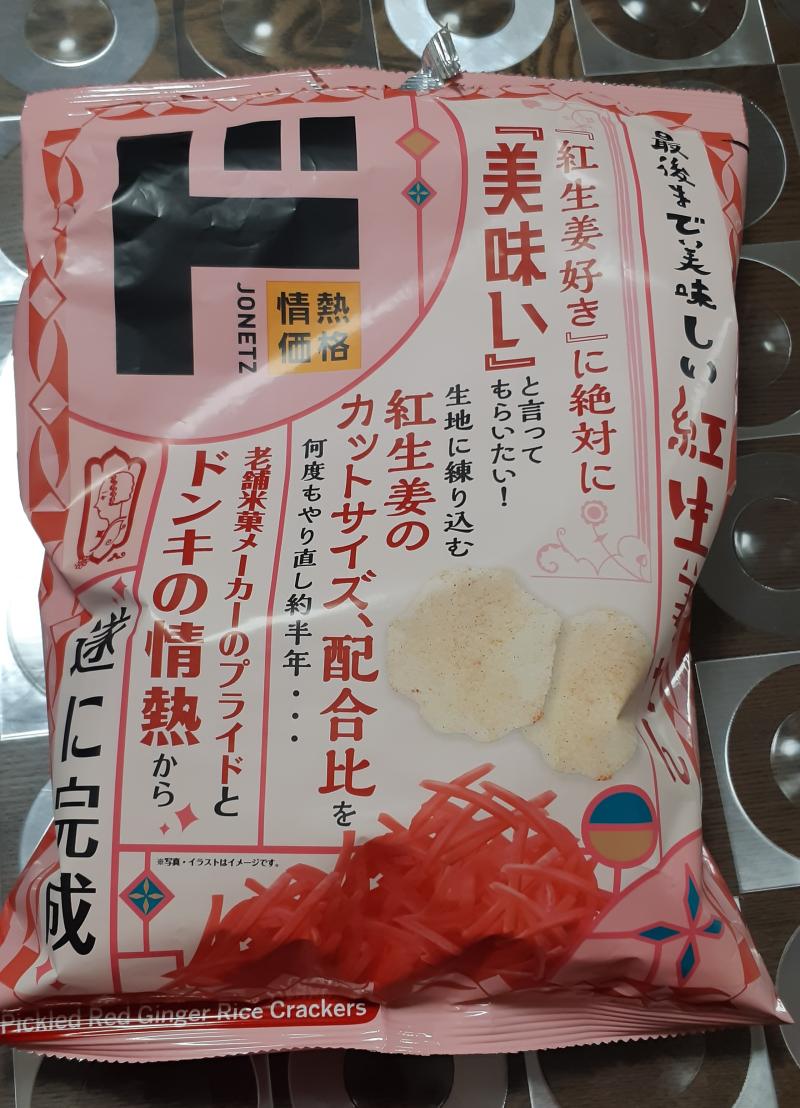 最後まで美味しい紅生姜せん
『紅生姜好き』に絶対に
『美味い』と言って
もらいたい!
生地に練り込む
紅生姜の
カットサイズ、配合比を
何度もやり直し約半年・・・
老舗米菓メーカーのプライドと
ドンキの情熱から
遂に完成
ド
JONETZ
情熱
価格
※写真・イラストはイメージです。
Pickled Red Ginger Rice Crackers